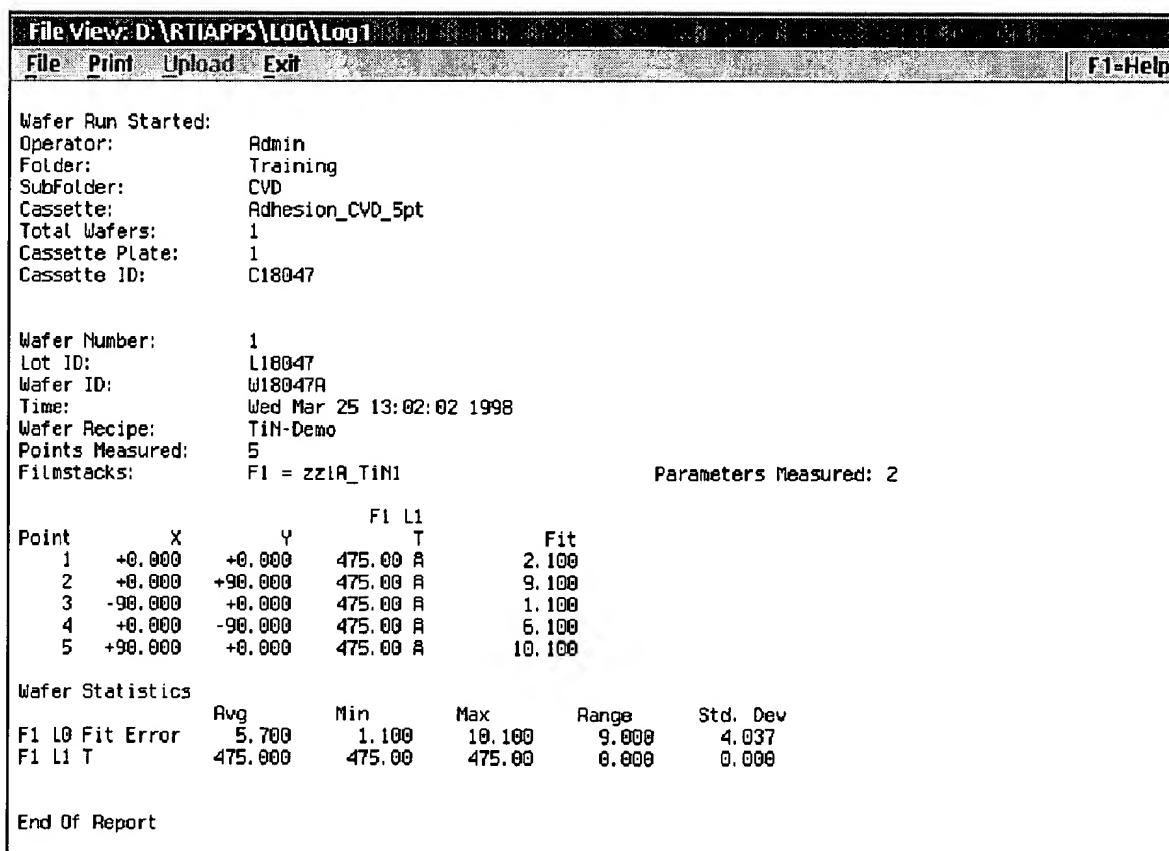 File View: D:\RTIAPPS\LOG\Log1
File Print Upload Exit F1=Help
Wafer Run Started:
Operator: Admin
Folder: Training
SubFolder: CVD
Cassette: Adhesion_CVD_5pt
Total Wafers: 1
Cassette Plate: 1
Cassette ID: C18047
Wafer Number: 1
Lot ID: L18047
Wafer ID: W18047A
Time: Wed Mar 25 13:02:02 1998
Wafer Recipe: TiN-Demo
Points Measured: 5
Filmstacks: F1 = zzlA_TiN1 Parameters Measured: 2
F1 L1
Point X Y T Fit
1 +0.000 +0.000 475.00 A 2.100
2 +0.000 +90.000 475.00 A 9.100
3 -90.000 +0.000 475.00 A 1.100
4 +0.000 -90.000 475.00 A 6.100
5 +90.000 +0.000 475.00 A 10.100
Wafer Statistics
Avg Min Max Range Std. Dev
F1 L0 Fit Error 5.700 1.100 10.100 9.000 4.037
F1 L1 T 475.000 475.00 475.00 0.000 0.000
End Of Report